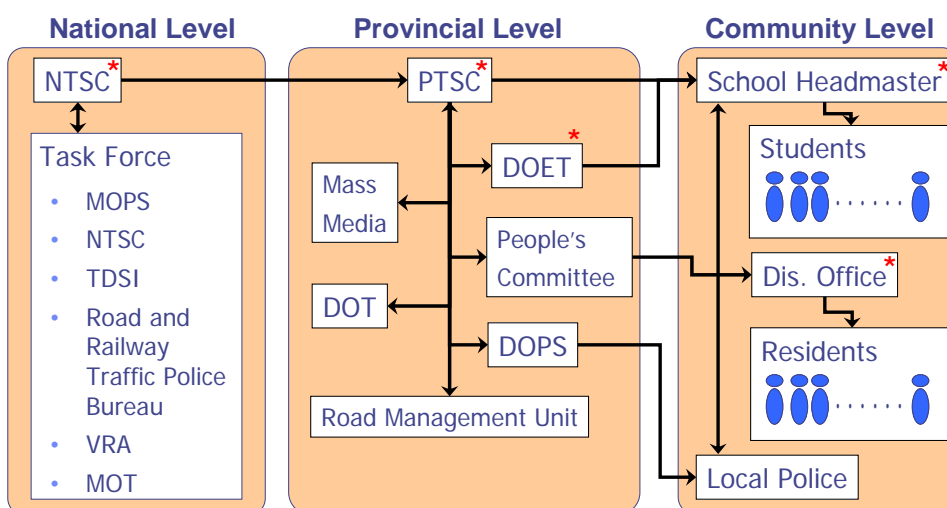 National Level
NTSC*
Task Force
• MOPS
• NTSC
• TDSI
• Road and
Railway
Traffic Police
Bureau
• VRA
• MOT
Provincial Level
PTSC*
DOET*
Mass
Media
People's
Committee
DOT
DOPS
Road Management Unit
Community Level
School Headmaster*
Students
Dis. Office*
Residents
Local Police